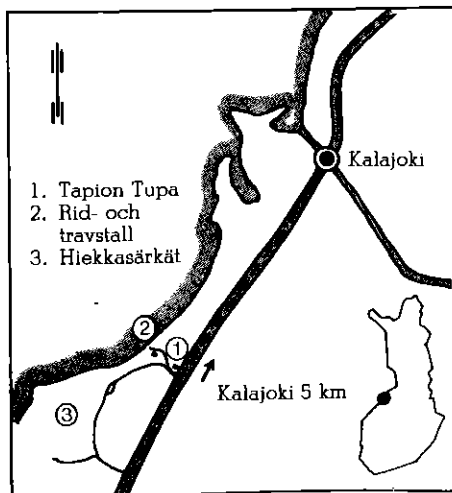 Kalajoki
1. Tapion Tupa
2. Rid- och
travstall
3. Hiekkasärkät
2
1
Kalajoki 5 km
3